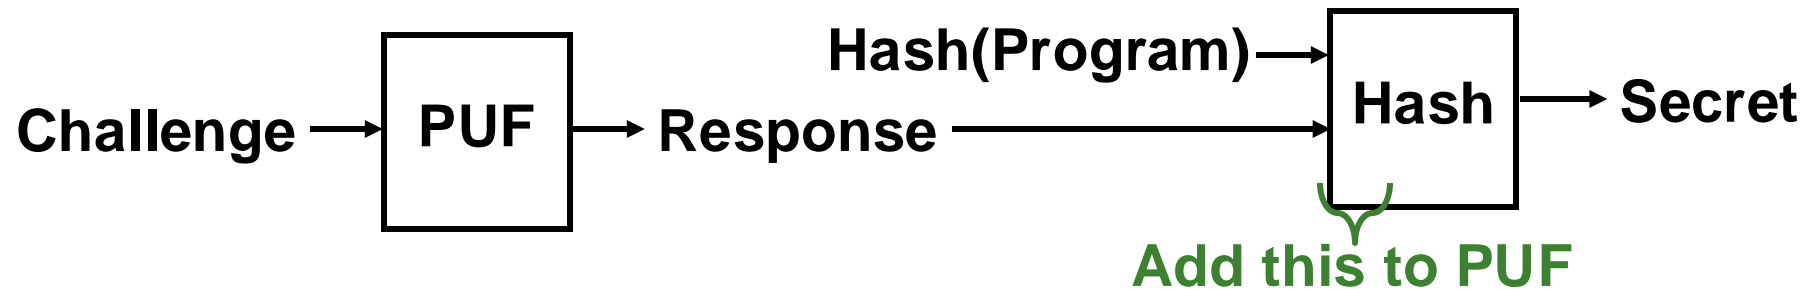 Challenge
PUF
Response
Hash(Program)
Hash
Secret
Add this to PUF